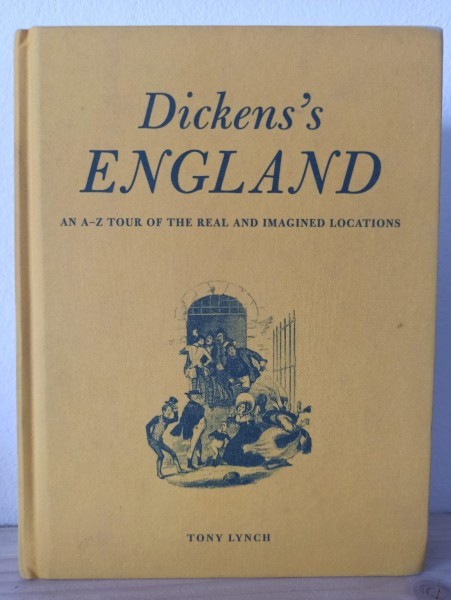 Dickens's
ENGLAND
AN A–Z TOUR OF THE REAL AND IMAGINED LOCATIONS
TONY LYNCH